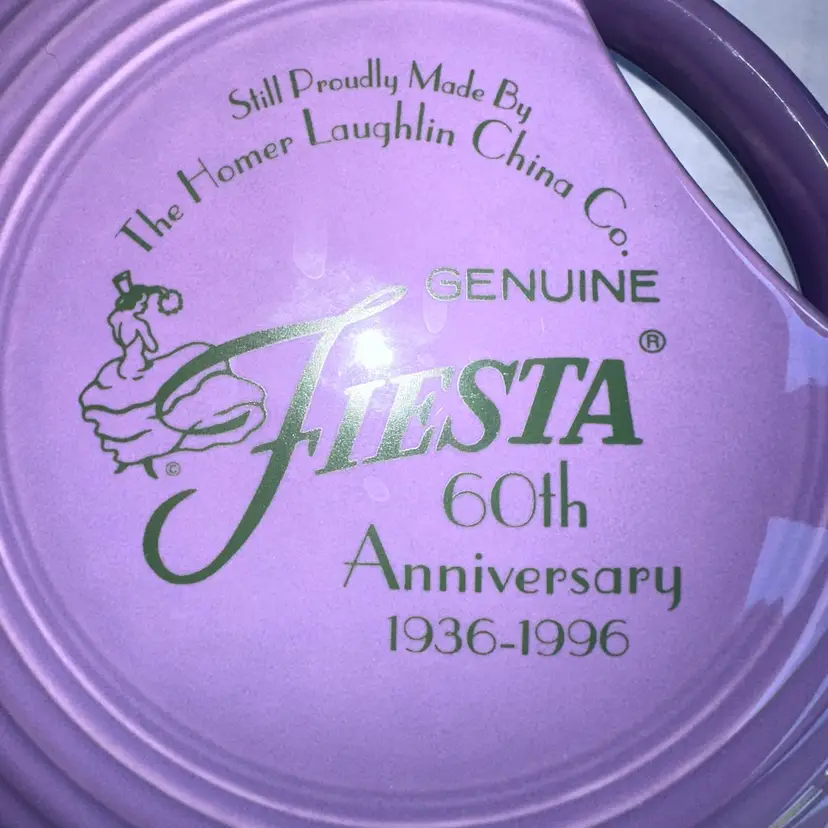 Still Proudly Made By
The Homer Laughlin China Co.
GENUINE
FIESTA®
©
60th
Anniversary
1936-1996